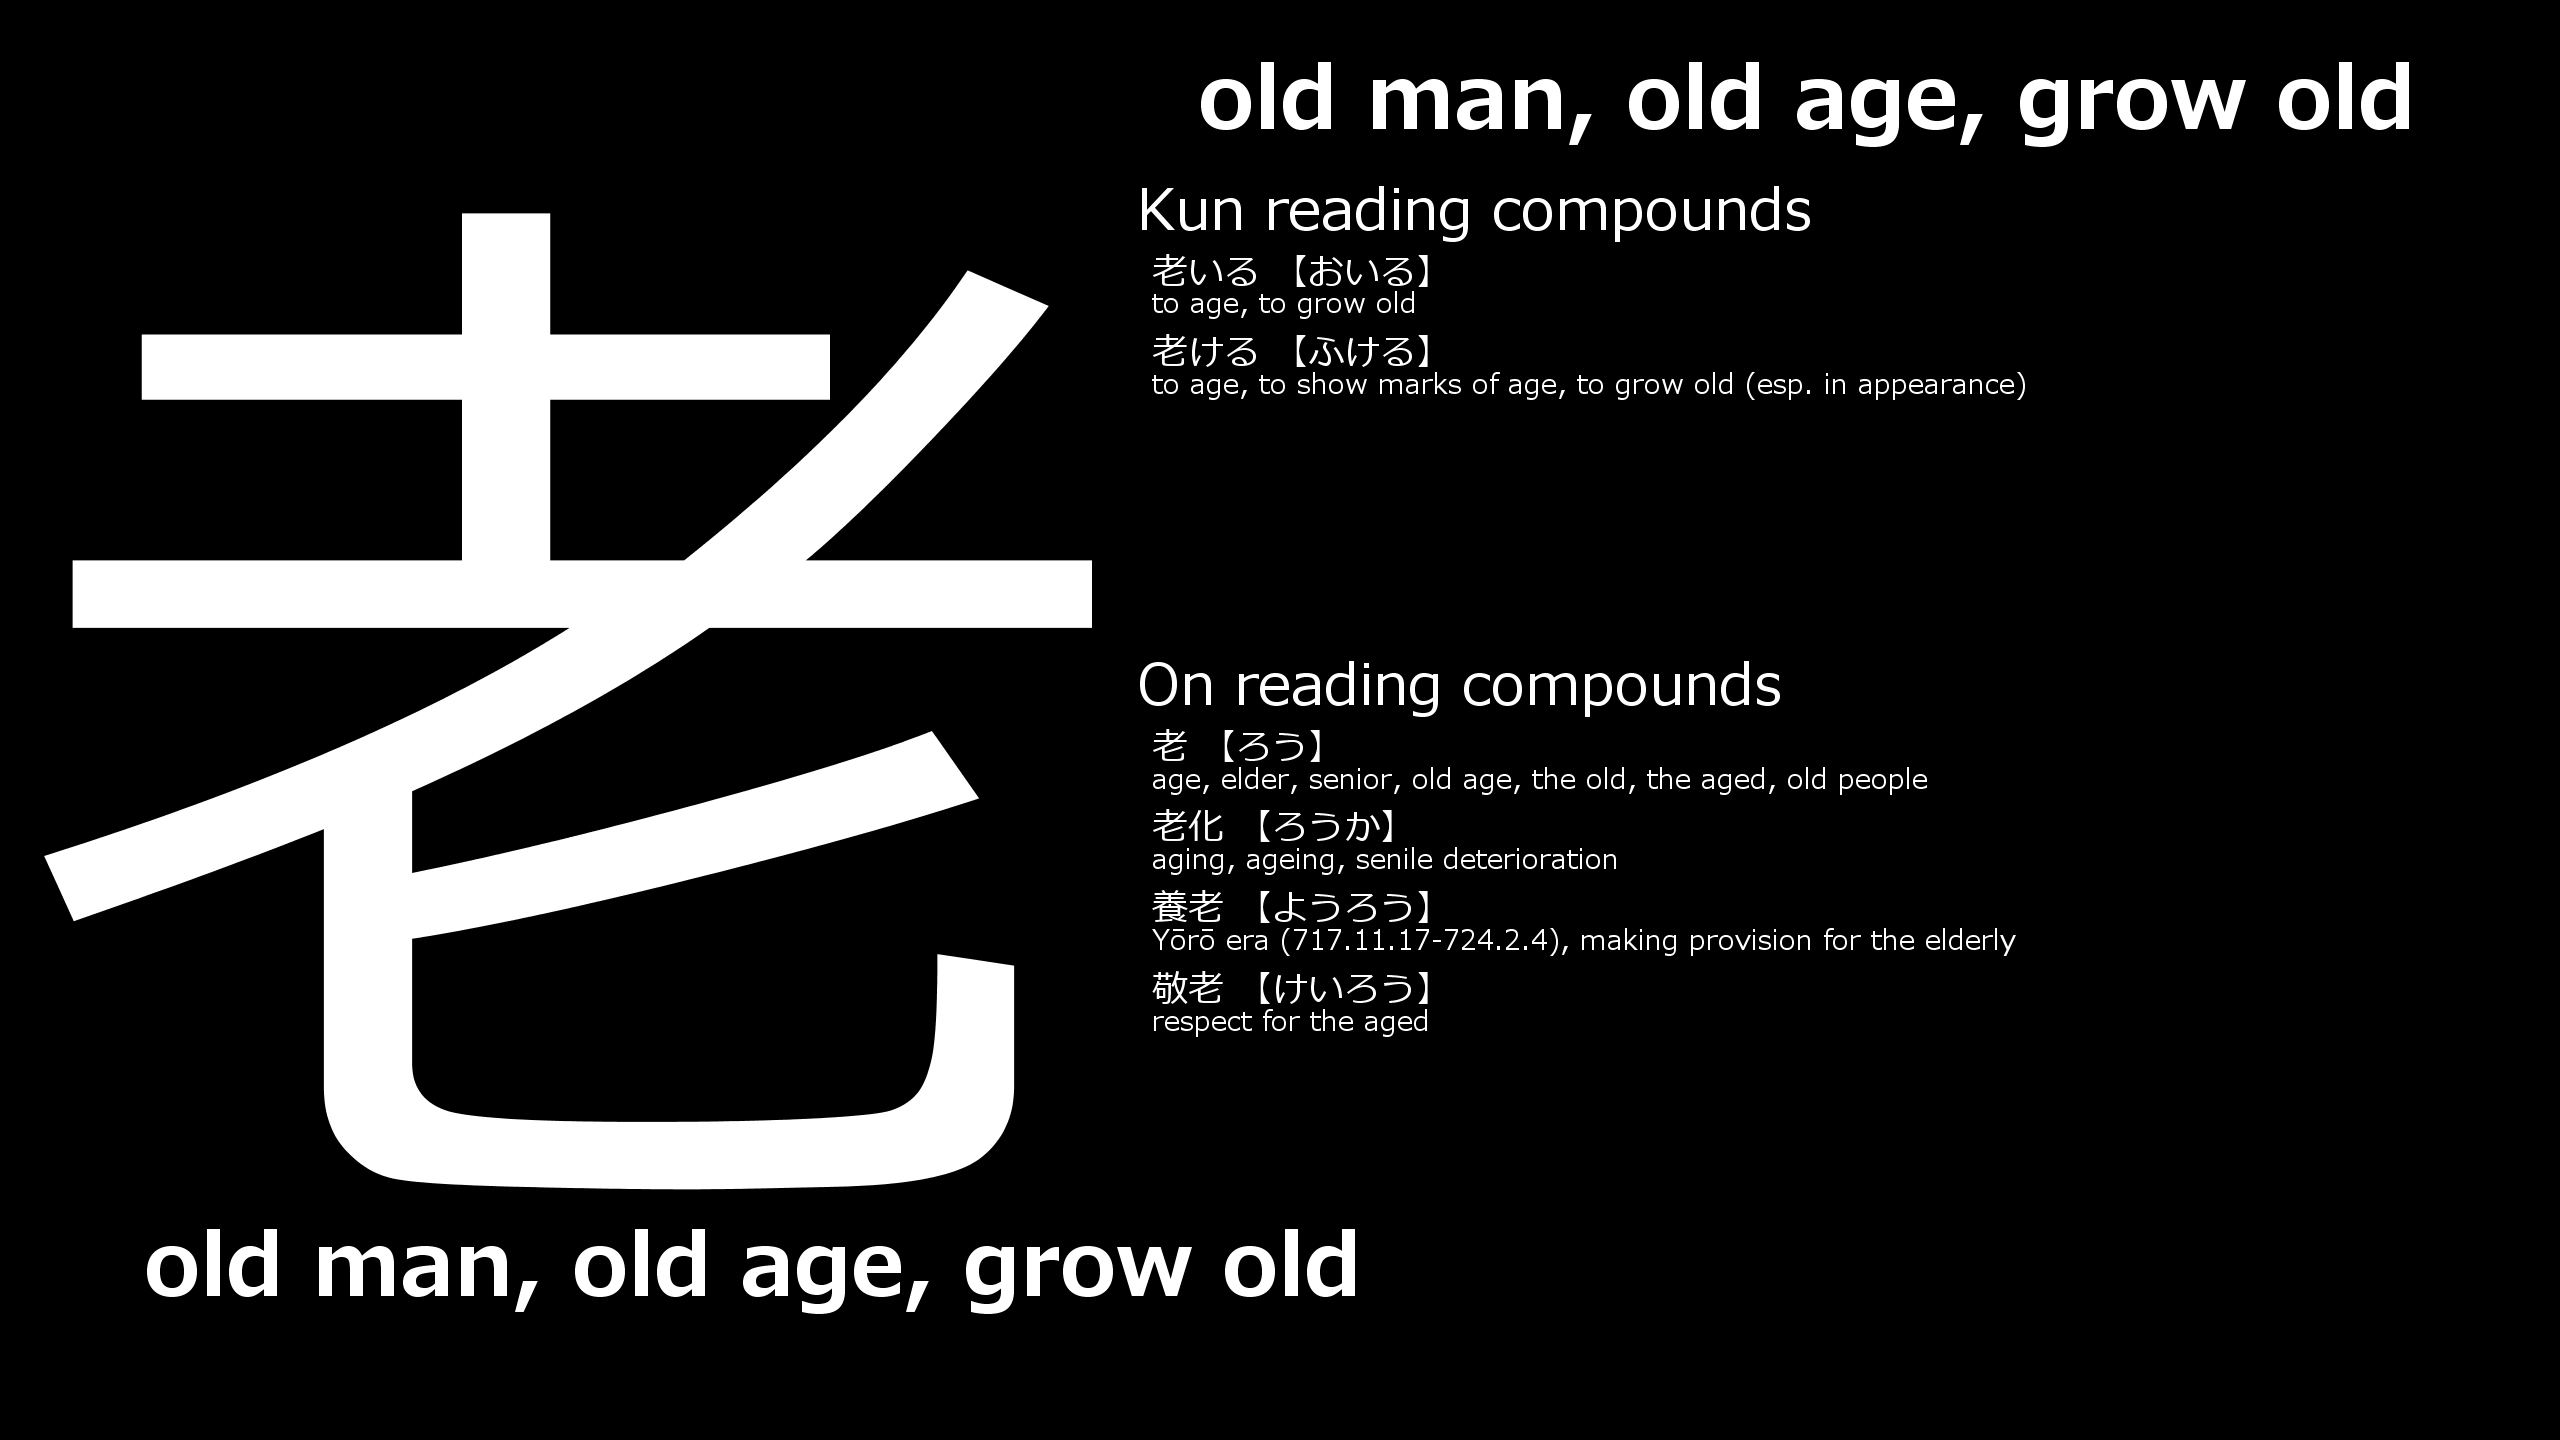 old man, old age, grow old
老
Kun reading compounds
老いる 【おいる】
to age, to grow old
老ける 【ふける】
to age, to show marks of age, to grow old (esp. in appearance)
On reading compounds
老 【ろう】
age, elder, senior, old age, the old, the aged, old people
老化 【ろうか】
aging, ageing, senile deterioration
養老 【ようろう】
Yōrō era (717.11.17-724.2.4), making provision for the elderly
敬老 【けいろう】
respect for the aged
old man, old age, grow old